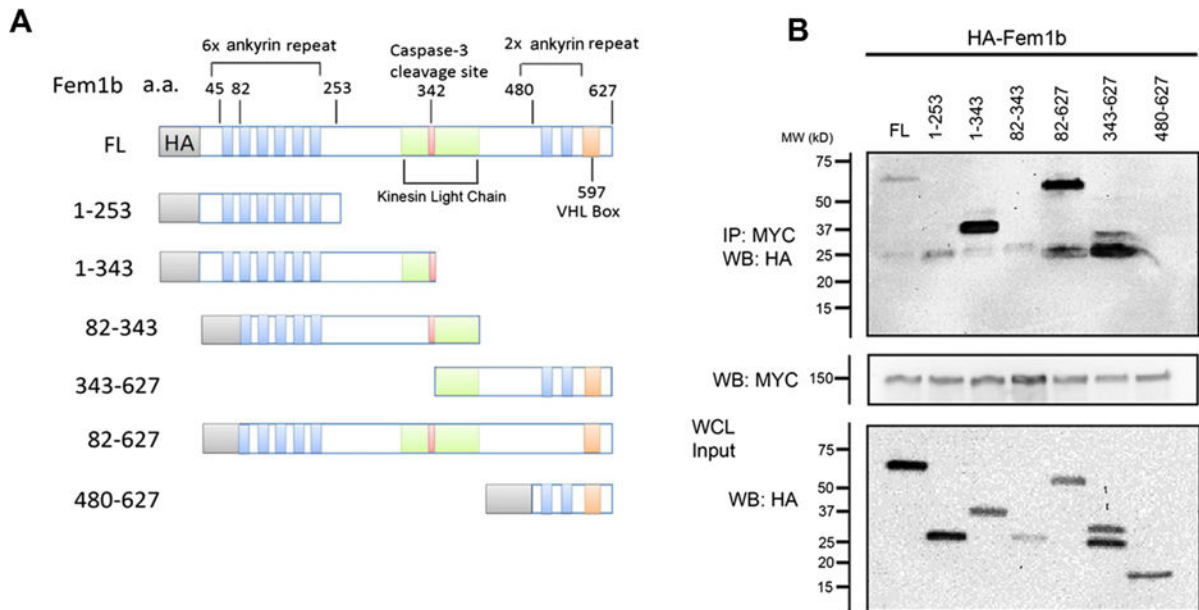 A
6x ankyrin repeat
2x ankyrin repeat
Caspase-3
cleavage site
Fem1b a.a. 45 82 253 342 480 627
FL HA
Kinesin Light Chain
597
VHL Box
1-253
1-343
82-343
343-627
82-627
480-627
B
HA-Fem1b
MW (kD)
FL 1-253 1-343 82-343 82-627 343-627 480-627
75
50
IP: MYC
WB: HA
37
25
20
15
WB: MYC 150
WCL
Input
WB: HA
75
50
37
25
20
15